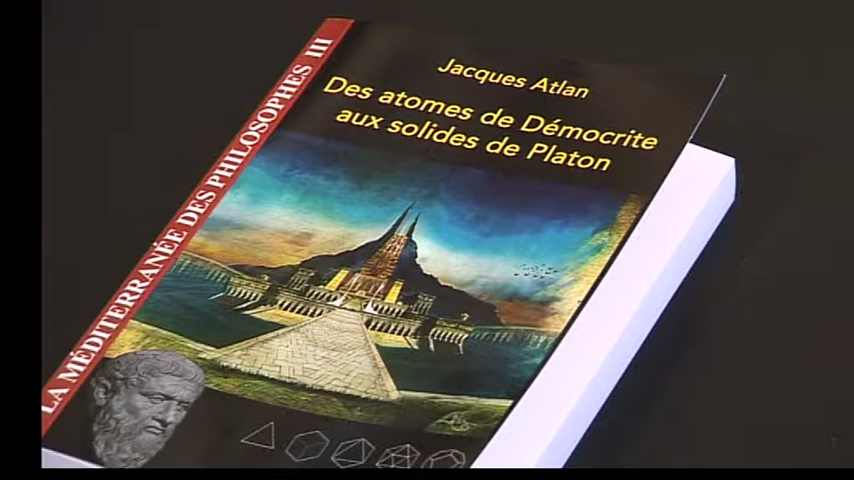 Jacques Atlan
Des atomes de Démocrite
aux solides de Platon
LA MÉDITERRANÉE DES PHILOSOPHES III